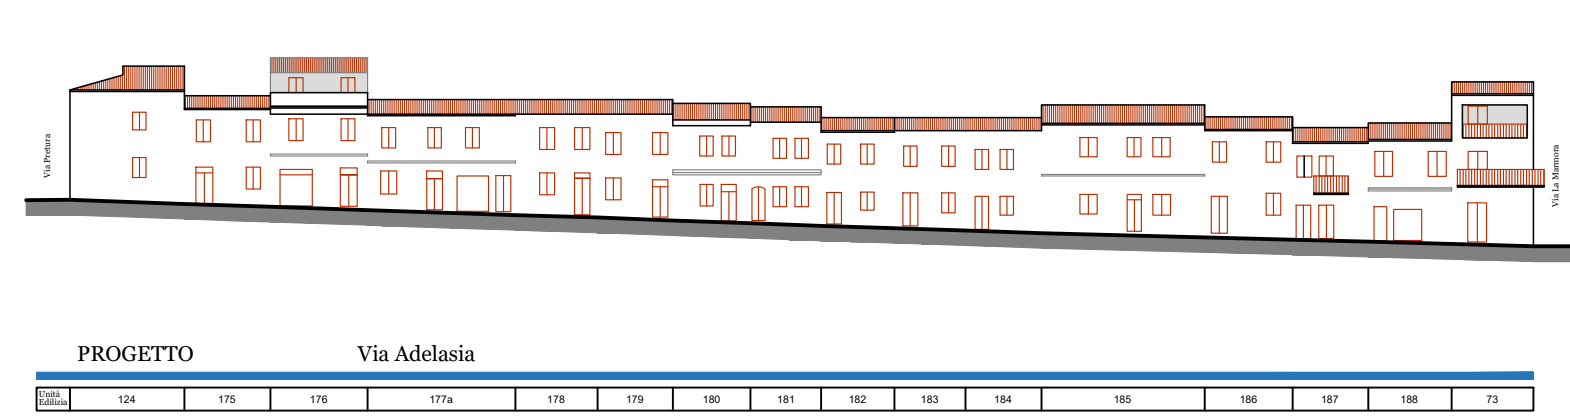 Via Pretura
Via La Marmora
PROGETTO
Via Adelasia
Unità
Edilizia
124 175 176 177a 178 179 180 181 182 183 184 185 186 187 188 73